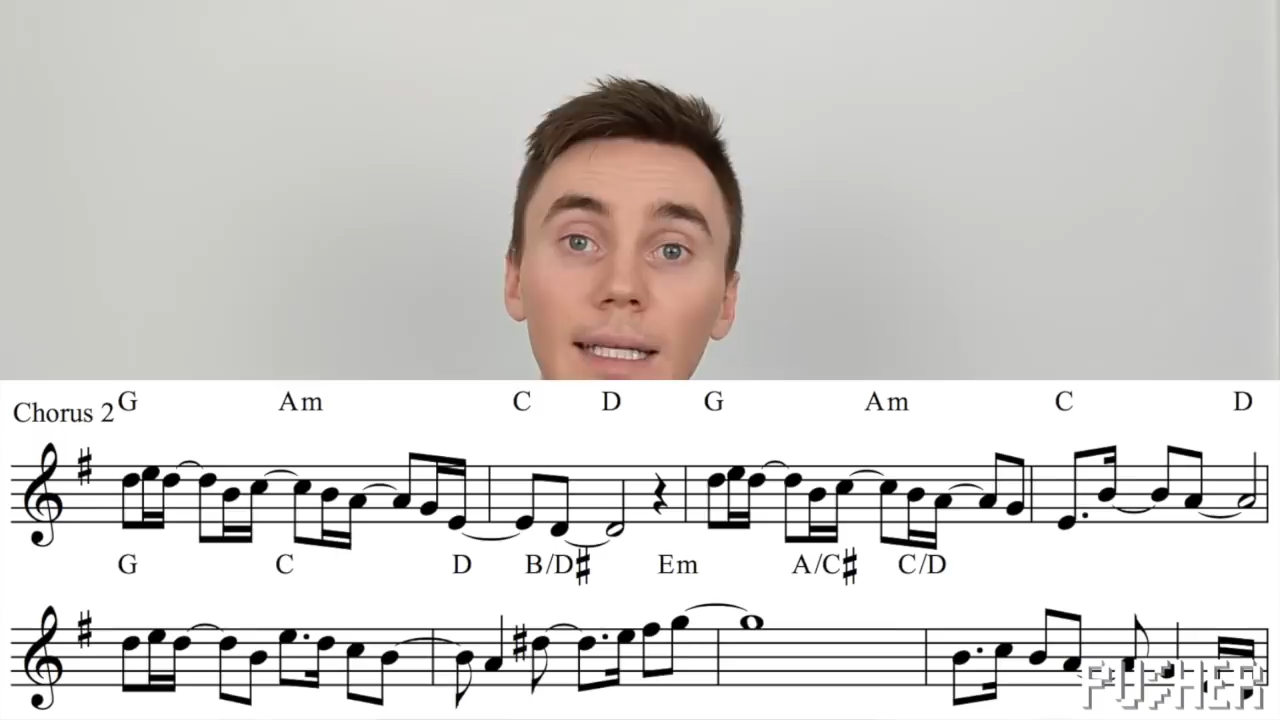 G Am C D G Am C D
Chorus 2
G C D B/D♯ Em A/C♯ C/D
PUSHER